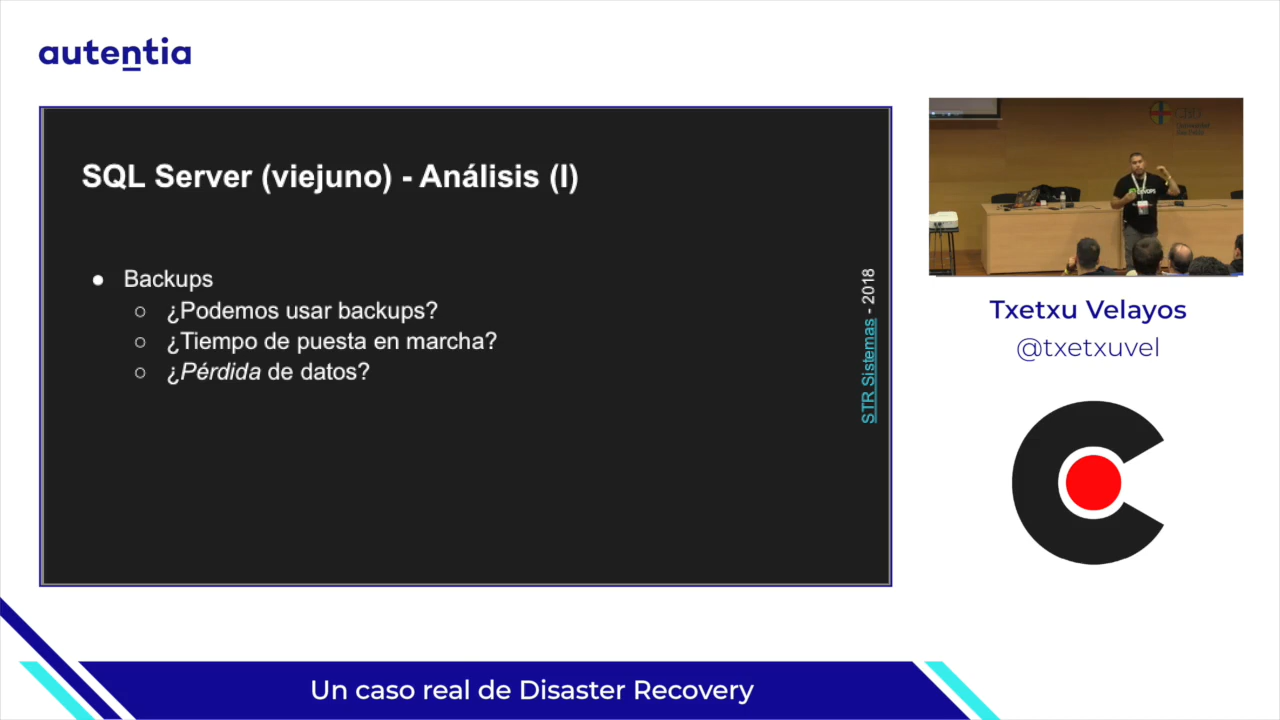 autentia
SQL Server (viejuno) - Análisis (I)
● Backups
○ ¿Podemos usar backups?
○ ¿Tiempo de puesta en marcha?
○ ¿Pérdida de datos?
STR Sistemas - 2018
Txetxu Velayos
@txetxuvel
Un caso real de Disaster Recovery